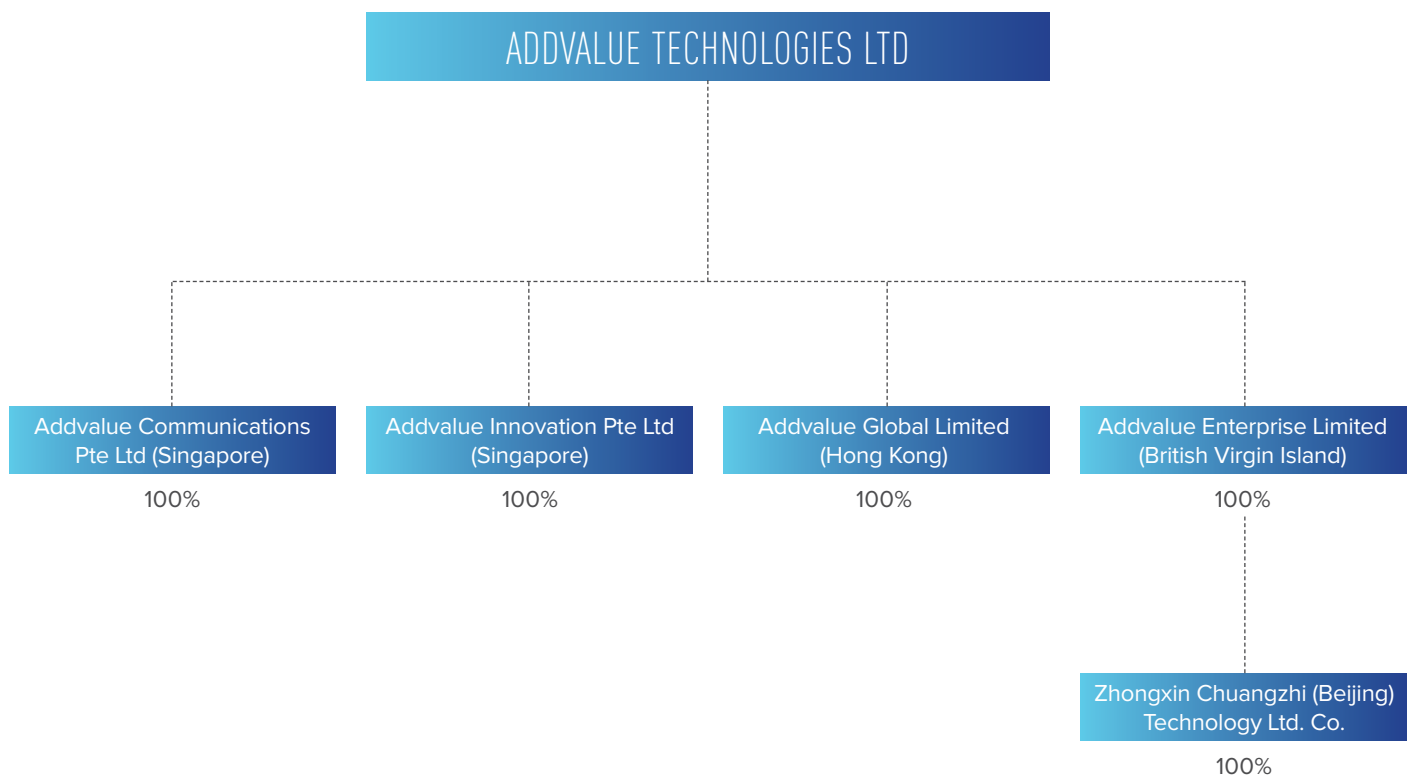 ADDVALUE TECHNOLOGIES LTD
Addvalue Communications
Pte Ltd (Singapore)
100%
Addvalue Innovation Pte Ltd
(Singapore)
100%
Addvalue Global Limited
(Hong Kong)
100%
Addvalue Enterprise Limited
(British Virgin Island)
100%
Zhongxin Chuangzhi (Beijing)
Technology Ltd. Co.
100%